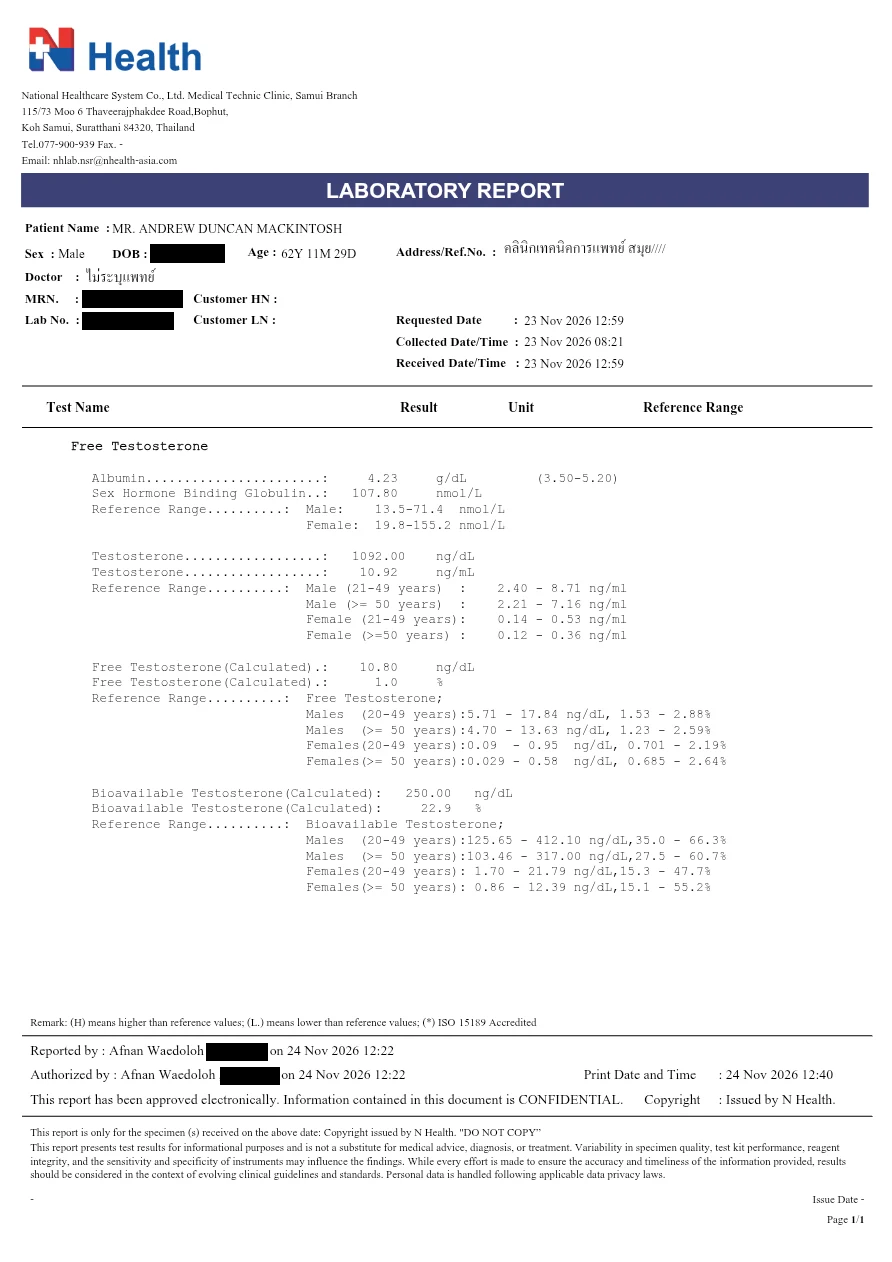 N Health
National Healthcare System Co., Ltd. Medical Technic Clinic, Samui Branch
115/73 Moo 6 Thaveerajphakdee Road,Bophut,
Koh Samui, Suratthani 84320, Thailand
Tel.077-900-939 Fax. -
Email: nhlab.nsr@nhealth-asia.com
LABORATORY REPORT
Patient Name : MR. ANDREW DUNCAN MACKINTOSH
Sex : Male DOB : Age : 62Y 11M 29D Address/Ref.No. : คลินิกเทคนิคการแพทย์ สมุย////
Doctor : ไม่ระบุแพทย์
MRN. : Customer HN :
Lab No. : Customer LN : Requested Date : 23 Nov 2026 12:59
Collected Date/Time : 23 Nov 2026 08:21
Received Date/Time : 23 Nov 2026 12:59
Test Name Result Unit Reference Range
Free Testosterone
Albumin.......................: 4.23 g/dL (3.50-5.20)
Sex Hormone Binding Globulin..: 107.80 nmol/L
Reference Range..........: Male: 13.5-71.4 nmol/L
Female: 19.8-155.2 nmol/L
Testosterone..................: 1092.00 ng/dL
Testosterone..................: 10.92 ng/mL
Reference Range..........: Male (21-49 years) : 2.40 - 8.71 ng/ml
Male (>= 50 years) : 2.21 - 7.16 ng/ml
Female (21-49 years): 0.14 - 0.53 ng/ml
Female (>=50 years) : 0.12 - 0.36 ng/ml
Free Testosterone(Calculated).: 10.80 ng/dL
Free Testosterone(Calculated).: 1.0 %
Reference Range..........: Free Testosterone;
Males (20-49 years):5.71 - 17.84 ng/dL, 1.53 - 2.88%
Males (>= 50 years):4.70 - 13.63 ng/dL, 1.23 - 2.59%
Females(20-49 years):0.09 - 0.95 ng/dL, 0.701 - 2.19%
Females(>= 50 years):0.029 - 0.58 ng/dL, 0.685 - 2.64%
Bioavailable Testosterone(Calculated): 250.00 ng/dL
Bioavailable Testosterone(Calculated): 22.9 %
Reference Range..........: Bioavailable Testosterone;
Males (20-49 years):125.65 - 412.10 ng/dL,35.0 - 66.3%
Males (>= 50 years):103.46 - 317.00 ng/dL,27.5 - 60.7%
Females(20-49 years): 1.70 - 21.79 ng/dL,15.3 - 47.7%
Females(>= 50 years): 0.86 - 12.39 ng/dL,15.1 - 55.2%
Remark: (H) means higher than reference values; (L.) means lower than reference values; (*) ISO 15189 Accredited
Reported by : Afnan Waedoloh on 24 Nov 2026 12:22
Authorized by : Afnan Waedoloh on 24 Nov 2026 12:22 Print Date and Time : 24 Nov 2026 12:40
This report has been approved electronically. Information contained in this document is CONFIDENTIAL. Copyright : Issued by N Health.
This report is only for the specimen (s) received on the above date: Copyright issued by N Health. "DO NOT COPY"
This report presents test results for informational purposes and is not a substitute for medical advice, diagnosis, or treatment. Variability in specimen quality, test kit performance, reagent
integrity, and the sensitivity and specificity of instruments may influence the findings. While every effort is made to ensure the accuracy and timeliness of the information provided, results
should be considered in the context of evolving clinical guidelines and standards. Personal data is handled following applicable data privacy laws.
- Issue Date -
Page 1/1